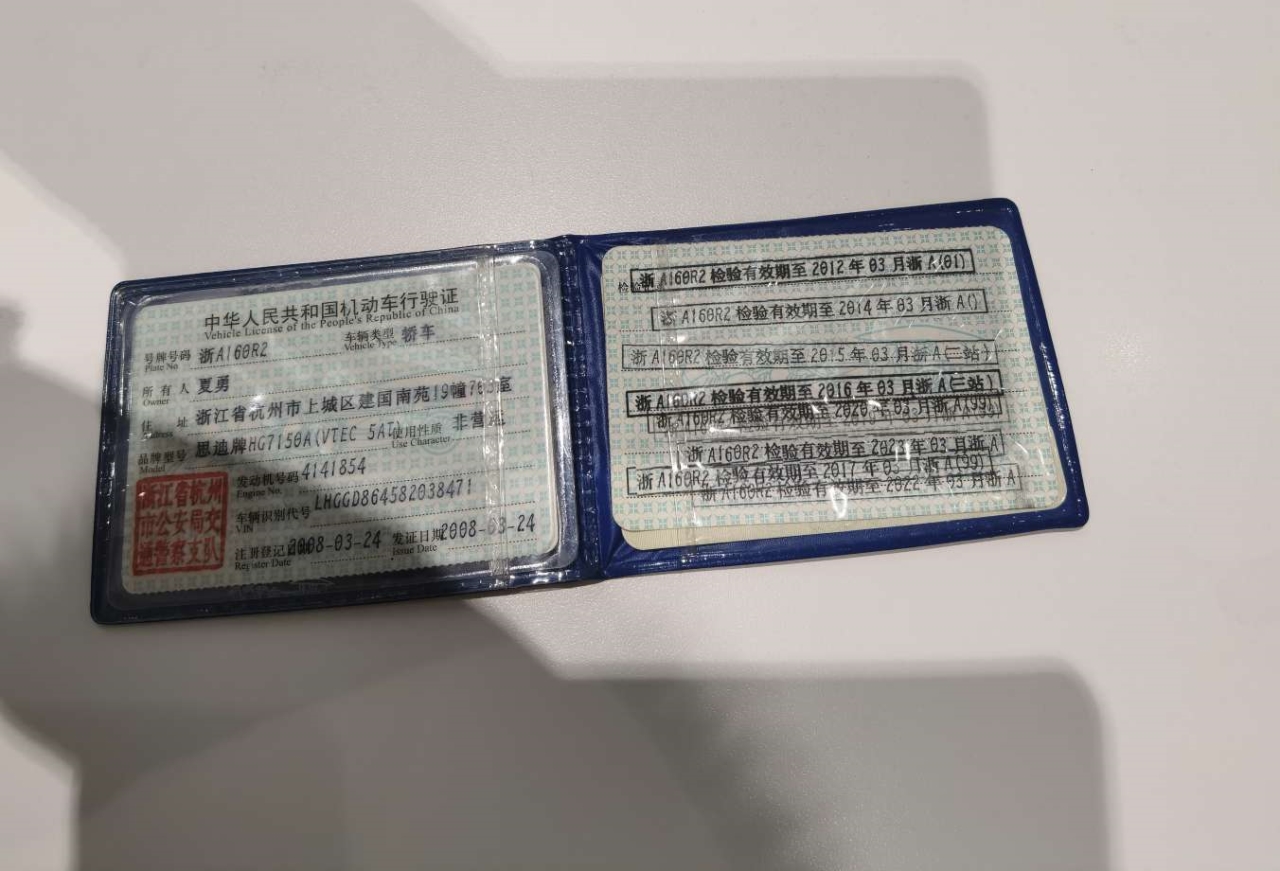 中华人民共和国机动车行驶证
Vehicle License of the People's Republic of China
号牌号码 浙A160R2 车辆类型 轿车
Plate No. Vehicle Type
所有人 夏勇
Owner
住 址 浙江省杭州市上城区建国南苑19幢 室
Address
品牌型号 思迪牌HG7150A(VTEC 5AT) 使用性质 非营运
Model Use Character
发动机号码 4141854
Engine No.
车辆识别代号 LHGGD864582038471
VIN
注册登记 2008-03-24 发证日期 2008-03-24
Register Date Issue Date
浙江省杭州
市公安局交
通警察支队
检验
浙A160R2检验有效期至2012年03月浙A(01)
浙A160R2检验有效期至2014年03月浙A()
浙A160R2检验有效期至2015年03月浙A(二站)
浙A160R2检验有效期至2016年03月浙A(三站)
浙A160R2检验有效期至2020年03月浙A(99)
浙A160R2检验有效期至 年03月浙A
浙A160R2检验有效期至2017年03月浙A(99)
浙A160R2检验有效期至2022年03月浙A